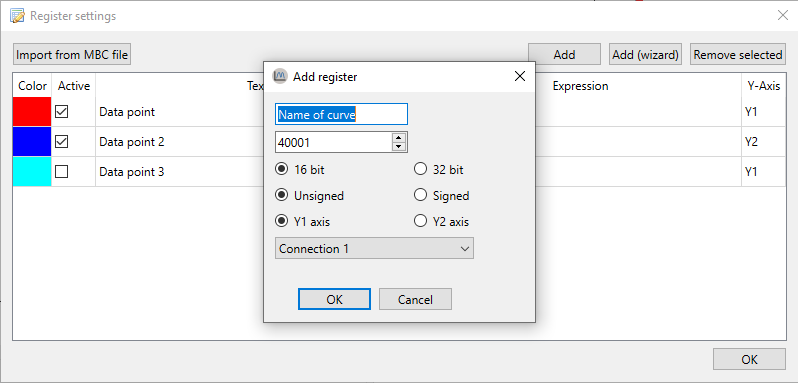 Register settings
Import from MBC file
Add
Add (wizard)
Remove selected
Color
Active
Expression
Y-Axis
Data point
Y1
Data point 2
Y2
Data point 3
Y1
Add register
Name of curve
40001
16 bit
32 bit
Unsigned
Signed
Y1 axis
Y2 axis
Connection 1
OK
Cancel
OK